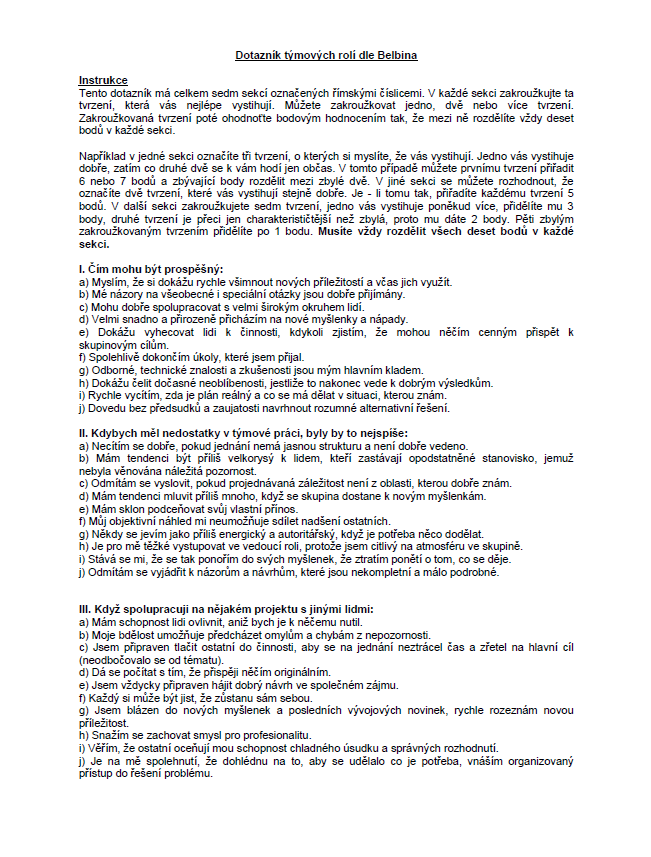 Dotazník týmových rolí dle Belbina
Instrukce
Tento dotazník má celkem sedm sekcí označených římskými číslicemi. V každé sekci zakroužkujte ta
tvrzení, která vás nejlépe vystihují. Můžete zakroužkovat jedno, dvě nebo více tvrzení.
Zakroužkovaná tvrzení poté ohodnoťte bodovým hodnocením tak, že mezi ně rozdělíte vždy deset
bodů v každé sekci.
Například v jedné sekci označíte tři tvrzení, o kterých si myslíte, že vás vystihují. Jedno vás vystihuje
dobře, zatím co druhé dvě se k vám hodí jen občas. V tomto případě můžete prvnímu tvrzení přiřadit
6 nebo 7 bodů a zbývající body rozdělit mezi zbylé dvě. V jiné sekci se můžete rozhodnout, že
označíte dvě tvrzení, které vás vystihují stejně dobře. Je - li tomu tak, přiřadíte každému tvrzení 5
bodů. V další sekci zakroužkujete sedm tvrzení, jedno vás vystihuje poněkud více, přidělíte mu 3
body, druhé tvrzení je přeci jen charakterističtější než zbylá, proto mu dáte 2 body. Pěti zbylým
zakroužkovaným tvrzením přidělíte po 1 bodu. Musíte vždy rozdělit všech deset bodů v každé
sekci.
I. Čím mohu být prospěšný:
a) Myslím, že si dokážu rychle všimnout nových příležitostí a včas jich využít.
b) Mé názory na všeobecné i speciální otázky jsou dobře přijímány.
c) Mohu dobře spolupracovat s velmi širokým okruhem lidí.
d) Velmi snadno a přirozeně přicházím na nové myšlenky a nápady.
e) Dokážu vyhecovat lidi k činnosti, kdykoli zjistím, že mohou něčím cenným přispět k
skupinovým cílům.
f) Spolehlivě dokončím úkoly, které jsem přijal.
g) Odborné, technické znalosti a zkušenosti jsou mým hlavním kladem.
h) Dokážu čelit dočasné neoblíbenosti, jestliže to nakonec vede k dobrým výsledkům.
i) Rychle vycítím, zda je plán reálný a co se má dělat v situaci, kterou znám.
j) Dovedu bez předsudků a zaujatosti navrhnout rozumné alternativní řešení.
II. Kdybych měl nedostatky v týmové práci, byly by to nejspíše:
a) Necítím se dobře, pokud jednání nemá jasnou strukturu a není dobře vedeno.
b) Mám tendenci být příliš velkorysý k lidem, kteří zastávají opodstatněné stanovisko, jemuž
nebyla věnována náležitá pozornost.
c) Odmítám se vyslovit, pokud projednávaná záležitost není z oblasti, kterou dobře znám.
d) Mám tendenci mluvit příliš mnoho, když se skupina dostane k novým myšlenkám.
e) Mám sklon podceňovat svůj vlastní přínos.
f) Můj objektivní náhled mi neumožňuje sdílet nadšení ostatních.
g) Někdy se jevím jako příliš energický a autoritářský, když je potřeba něco dodělat.
h) Je pro mě těžké vystupovat ve vedoucí roli, protože jsem citlivý na atmosféru ve skupině.
i) Stává se mi, že se tak ponořím do svých myšlenek, že ztratím ponětí o tom, co se děje.
j) Odmítám se vyjádřit k názorům a návrhům, které jsou nekompletní a málo podrobné.
III. Když spolupracuji na nějakém projektu s jinými lidmi:
a) Mám schopnost lidi ovlivnit, aniž bych je k něčemu nutil.
b) Moje bdělost umožňuje předcházet omylům a chybám z nepozornosti.
c) Jsem připraven tlačit ostatní do činnosti, aby se na jednání neztrácel čas a zřetel na hlavní cíl
(neodbočovalo se od tématu).
d) Dá se počítat s tím, že přispěji něčím originálním.
e) Jsem vždycky připraven hájit dobrý návrh ve společném zájmu.
f) Každý si může být jist, že zůstanu sám sebou.
g) Jsem blázen do nových myšlenek a posledních vývojových novinek, rychle rozeznám novou
příležitost.
h) Snažím se zachovat smysl pro profesionalitu.
i) Věřím, že ostatní oceňují mou schopnost chladného úsudku a správných rozhodnutí.
j) Je na mě spolehnutí, že dohlédnu na to, aby se udělalo co je potřeba, vnáším organizovaný
přístup do řešení problému.